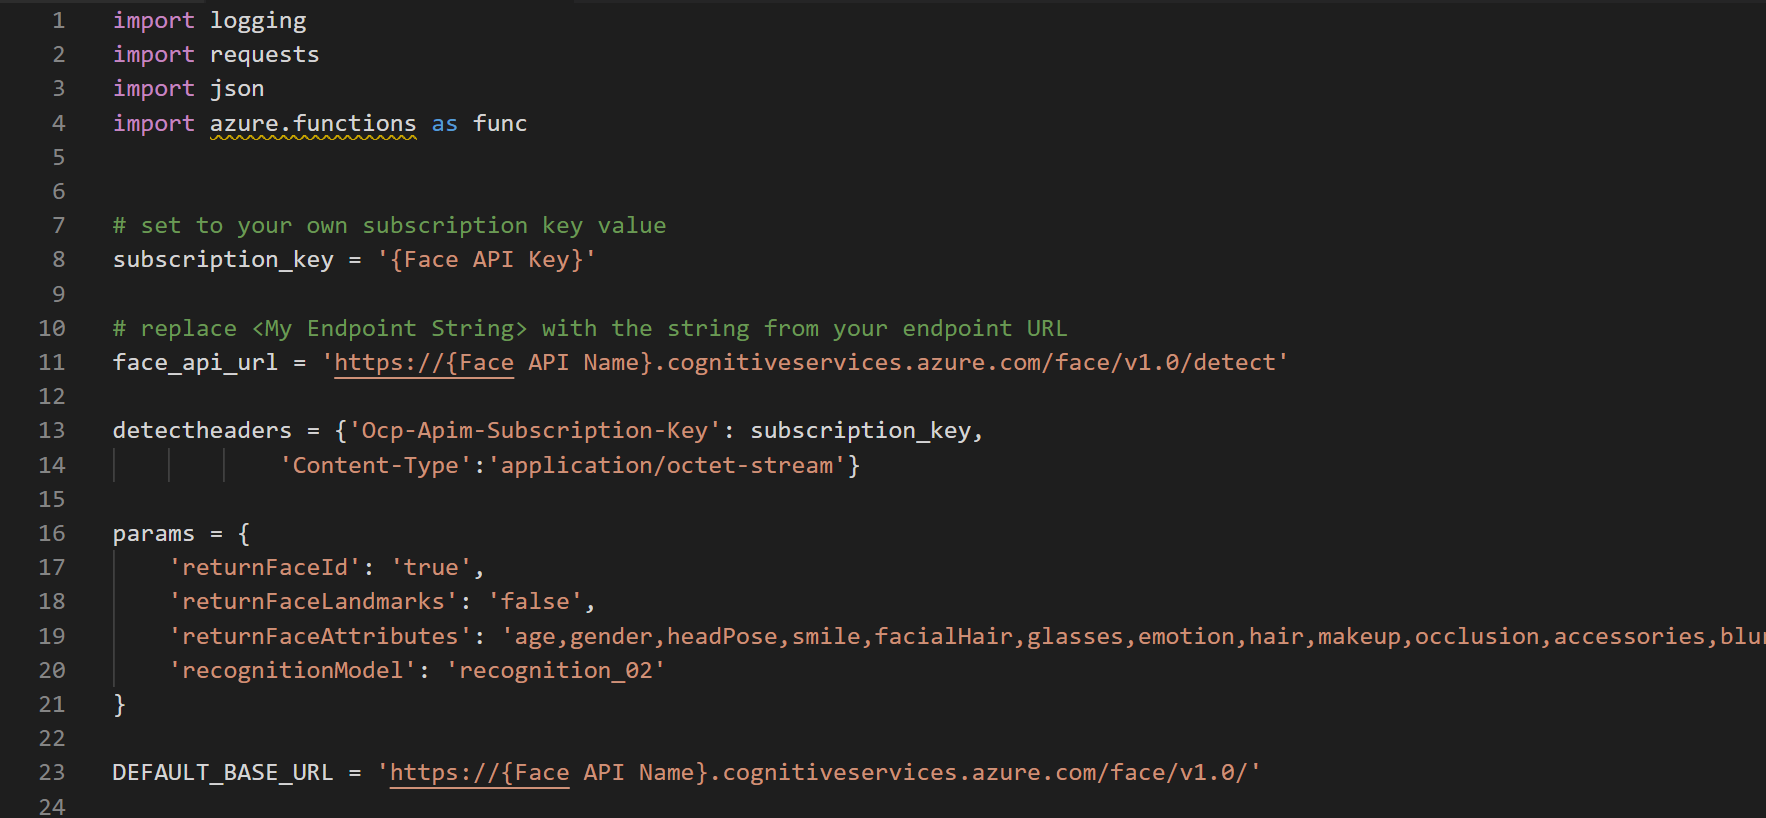 1 import logging
2 import requests
3 import json
4 import azure.functions as func
5
6
7 # set to your own subscription key value
8 subscription_key = '{Face API Key}'
9
10 # replace <My Endpoint String> with the string from your endpoint URL
11 face_api_url = 'https://{Face API Name}.cognitiveservices.azure.com/face/v1.0/detect'
12
13 detectheaders = {'Ocp-Apim-Subscription-Key': subscription_key,
14             'Content-Type':'application/octet-stream'}
15
16 params = {
17     'returnFaceId': 'true',
18     'returnFaceLandmarks': 'false',
19     'returnFaceAttributes': 'age,gender,headPose,smile,facialHair,glasses,emotion,hair,makeup,occlusion,accessories,
20     'recognitionModel': 'recognition_02'
21 }
22
23 DEFAULT_BASE_URL = 'https://{Face API Name}.cognitiveservices.azure.com/face/v1.0/'
24